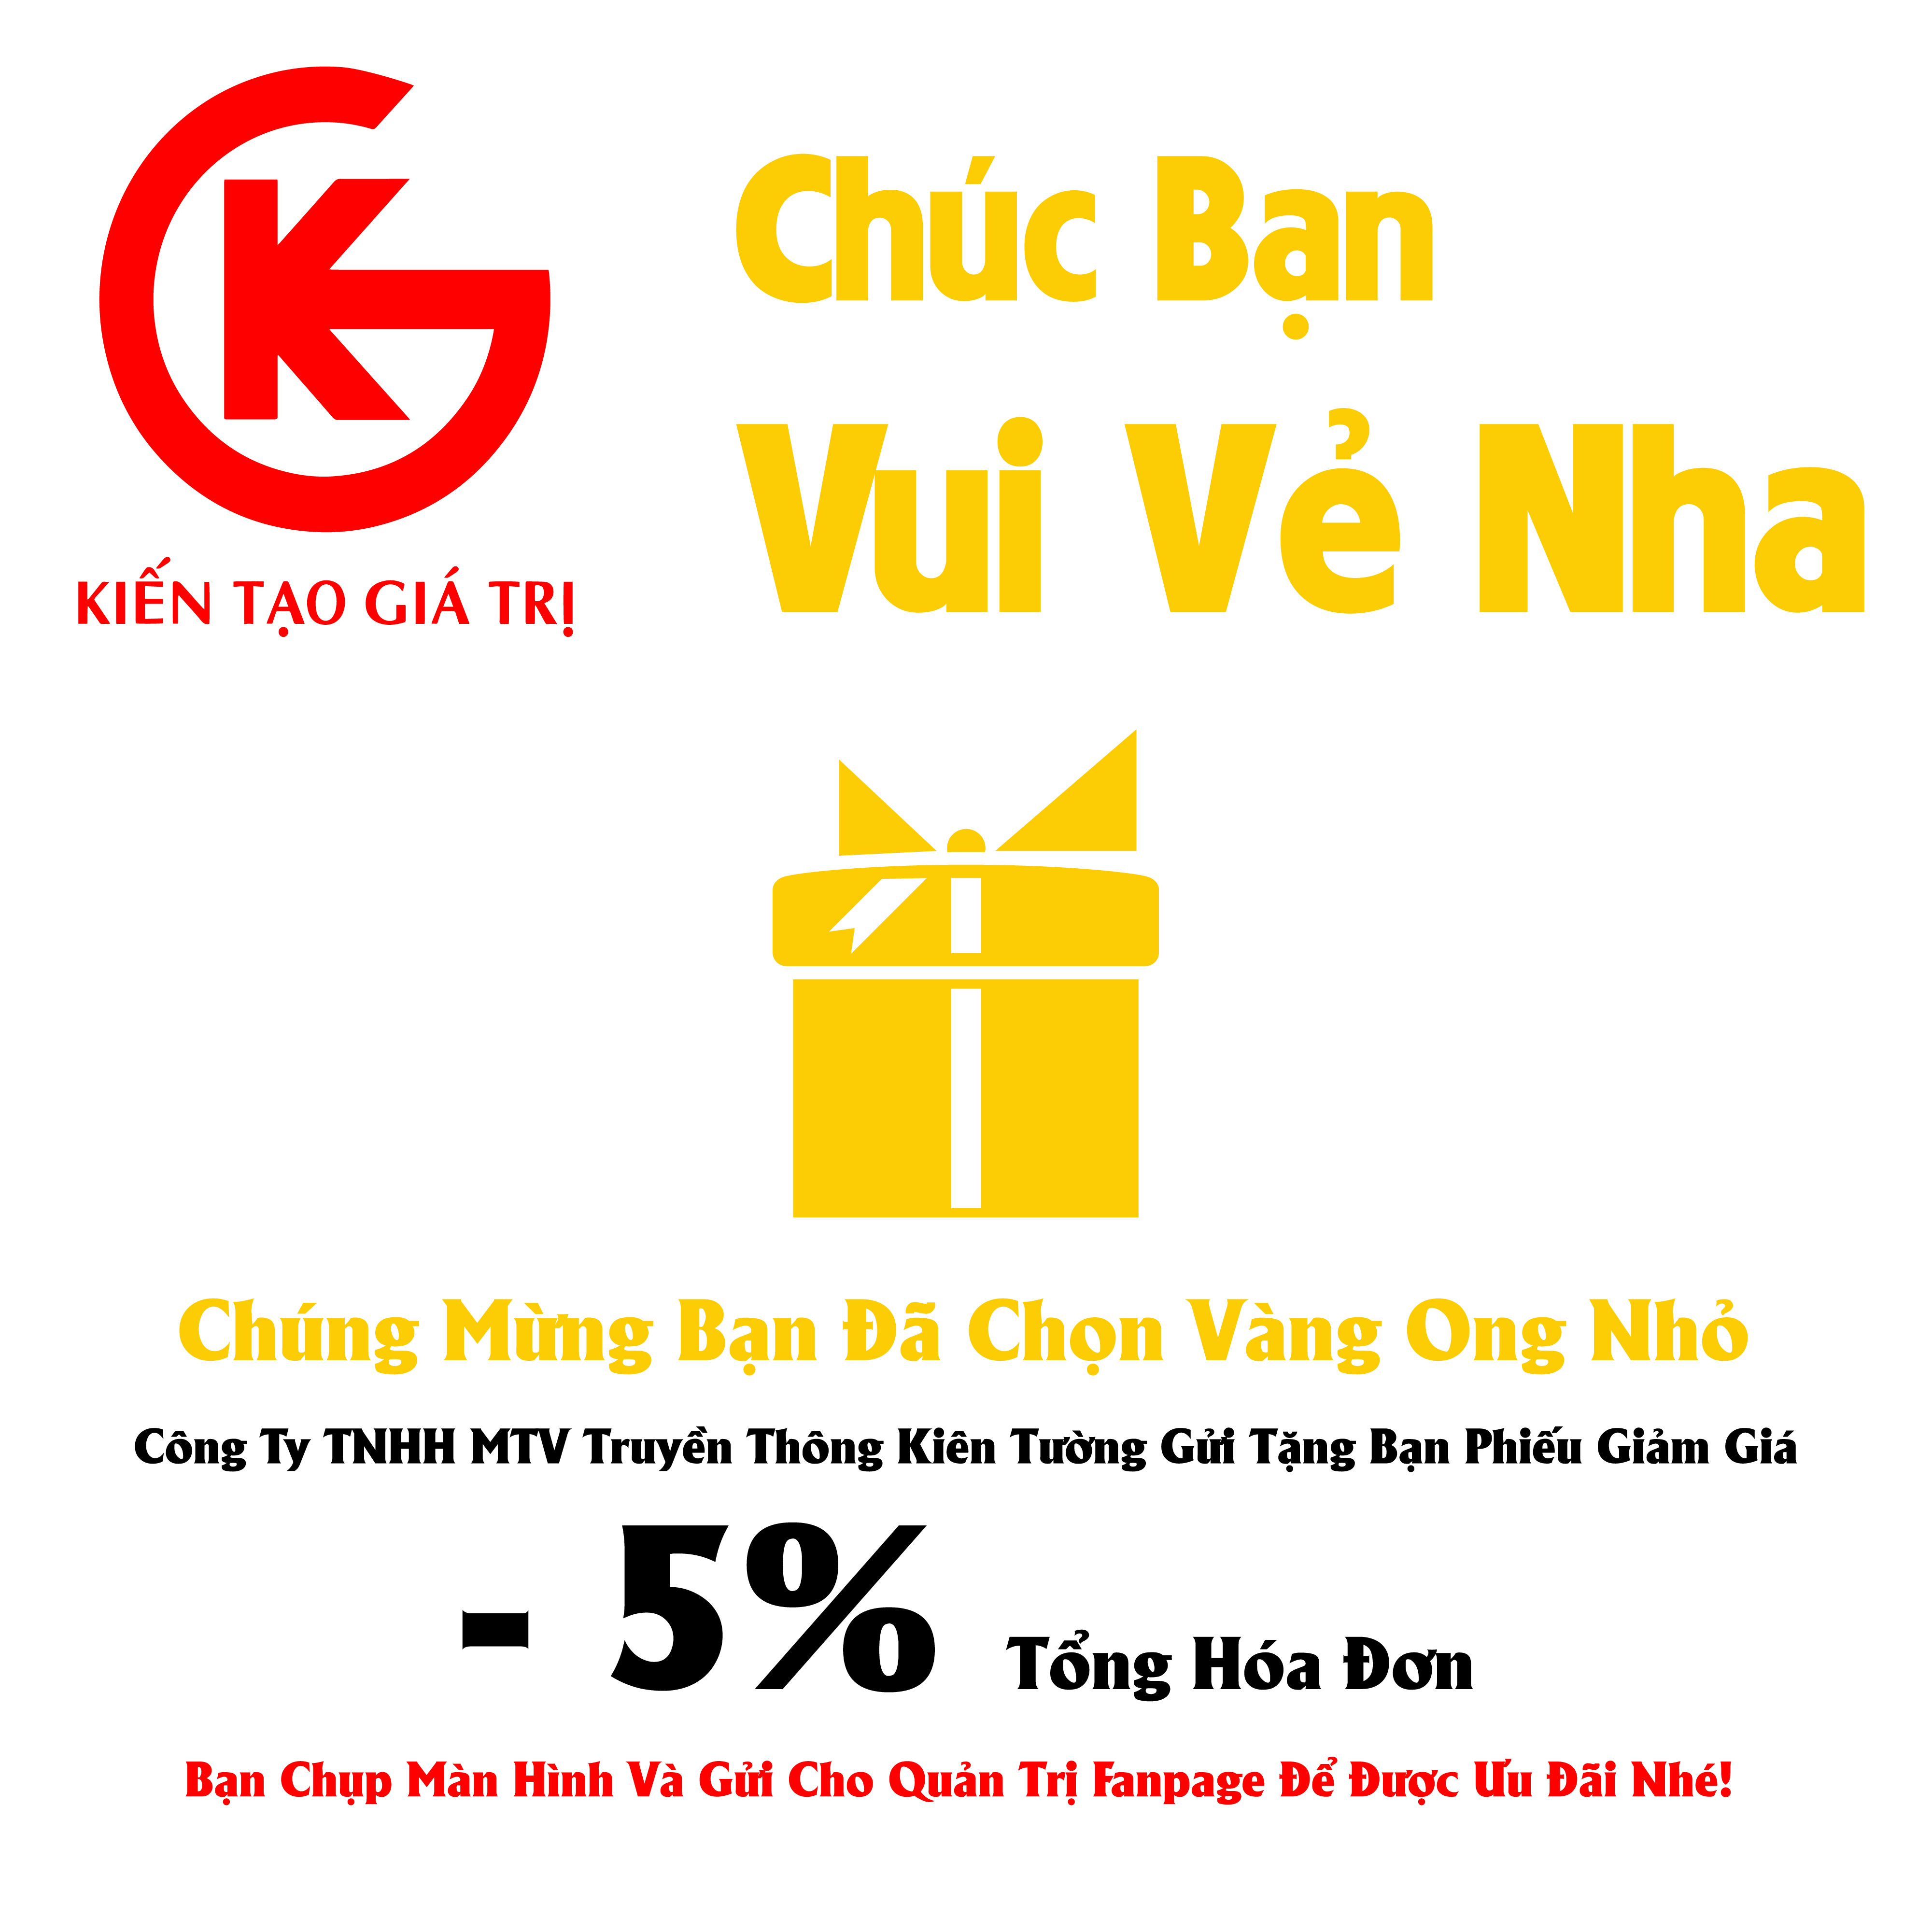 Chúc Bạn
Vui Vẻ Nha
KIẾN TẠO GIÁ TRỊ
Chúng Mừng Bạn Đã Chọn Vàng Ong Nhỏ
Công Ty TNHH MTV Truyền Thông Kiến Tường Gửi Tặng Bạn Phiếu Giảm Giá
- 5% Tổng Hóa Đơn
Bạn Chụp Màn Hình Và Gửi Cho Quản Trị Fanpage Để Được Ưu Đãi Nhé!